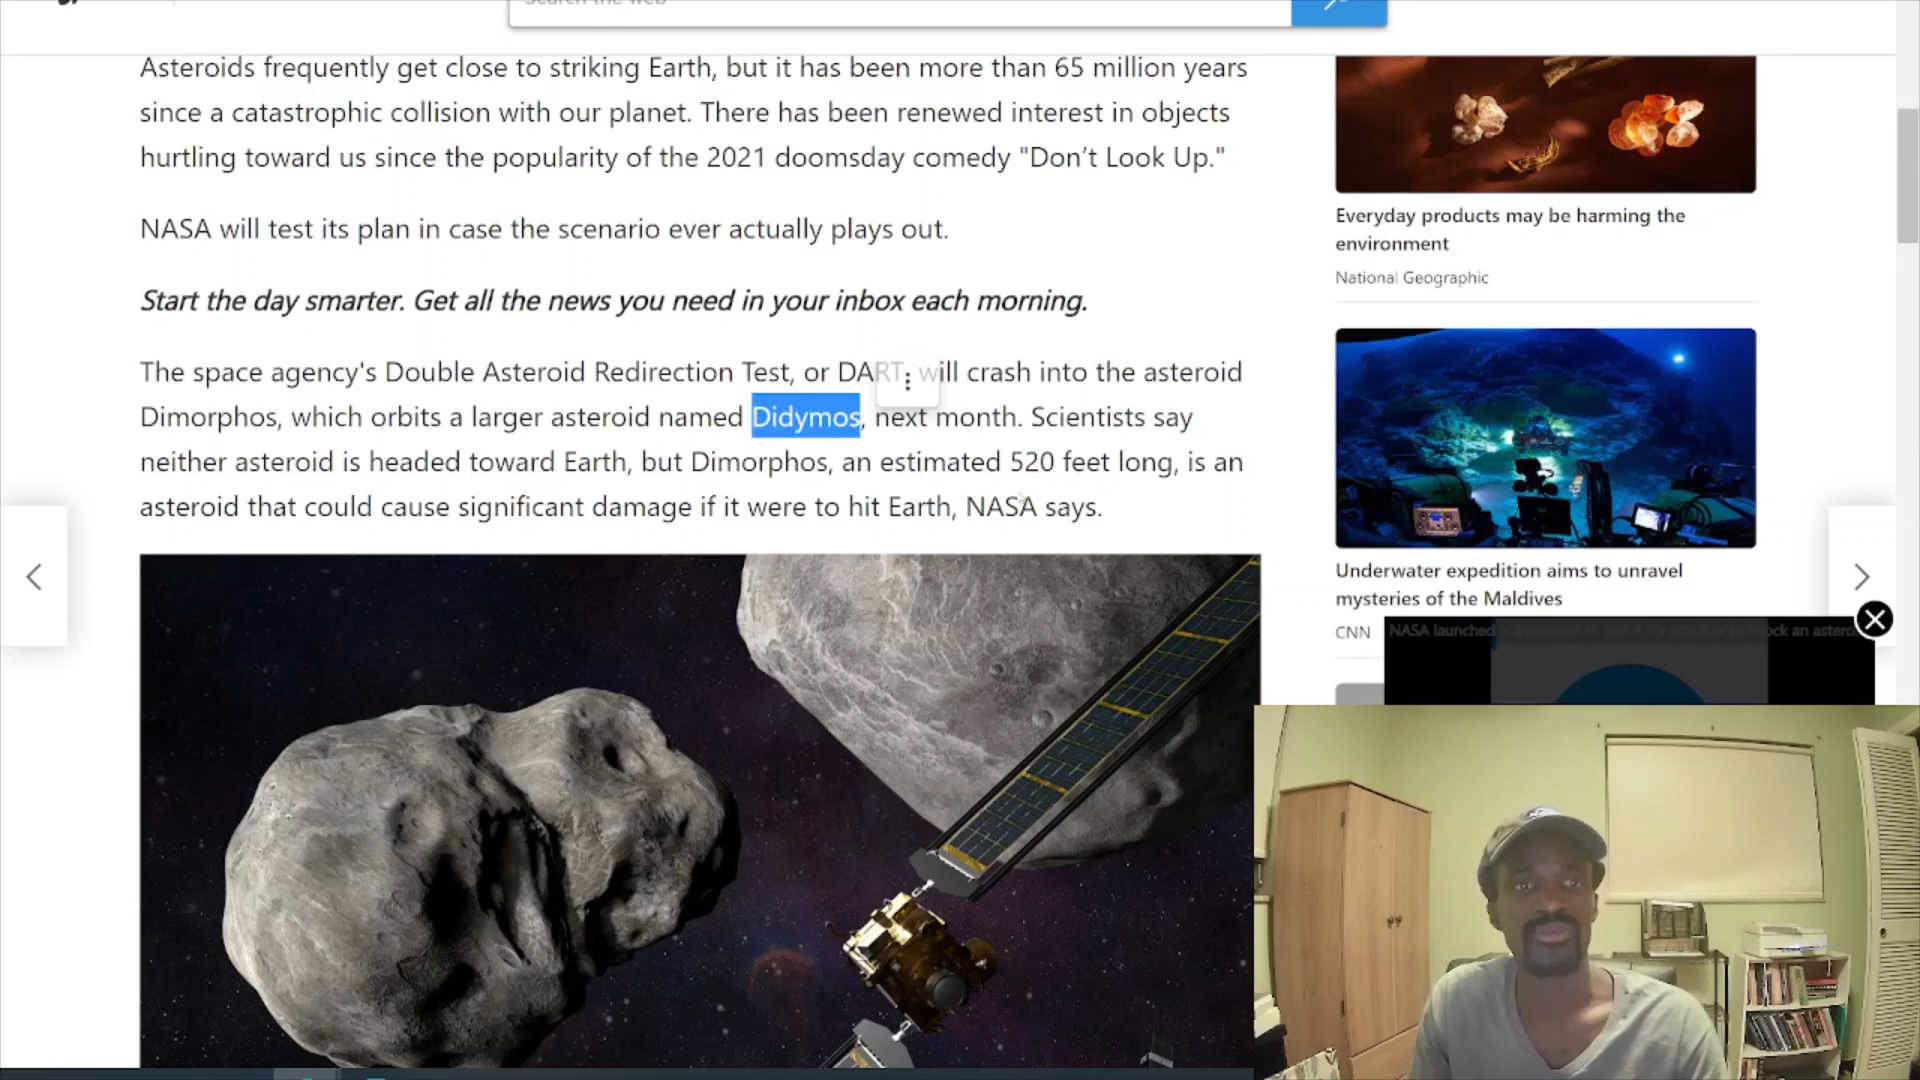 Search the web
Asteroids frequently get close to striking Earth, but it has been more than 65 million years
since a catastrophic collision with our planet. There has been renewed interest in objects
hurtling toward us since the popularity of the 2021 doomsday comedy "Don’t Look Up."
NASA will test its plan in case the scenario ever actually plays out.
Start the day smarter. Get all the news you need in your inbox each morning.
The space agency's Double Asteroid Redirection Test, or DART, will crash into the asteroid
Dimorphos, which orbits a larger asteroid named Didymos, next month. Scientists say
neither asteroid is headed toward Earth, but Dimorphos, an estimated 520 feet long, is an
asteroid that could cause significant damage if it were to hit Earth, NASA says.
Everyday products may be harming the
environment
National Geographic
Underwater expedition aims to unravel
mysteries of the Maldives
CNN
NASA launched